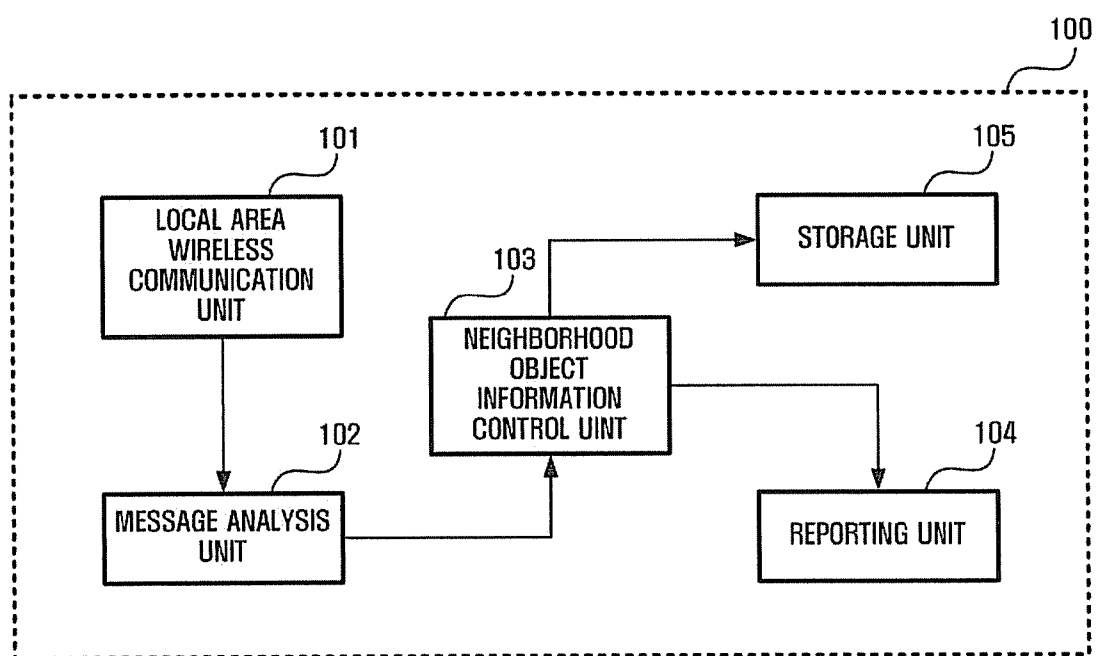 100
101
LOCAL AREA
WIRELESS
COMMUNICATION
UNIT
105
STORAGE UNIT
103
NEIGHBORHOOD
OBJECT
INFORMATION
CONTROL UINT
102
MESSAGE ANALYSIS
UNIT
104
REPORTING UNIT